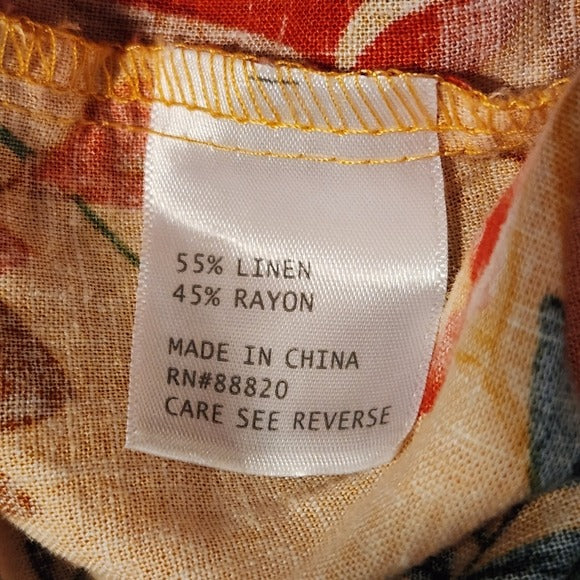 55% LINEN
45% RAYON
MADE IN CHINA
RN#88820
CARE SEE REVERSE